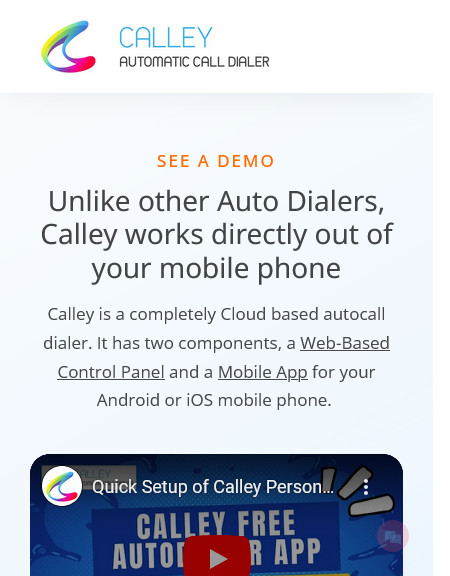 CALLEY
AUTOMATIC CALL DIALER
SEE A DEMO
Unlike other Auto Dialers,
Calley works directly out of
your mobile phone
Calley is a completely Cloud based autocall
dialer. It has two components, a Web-Based
Control Panel and a Mobile App for your
Android or iOS mobile phone.
Quick Setup of Calley Person...
CALLEY FREE
APP